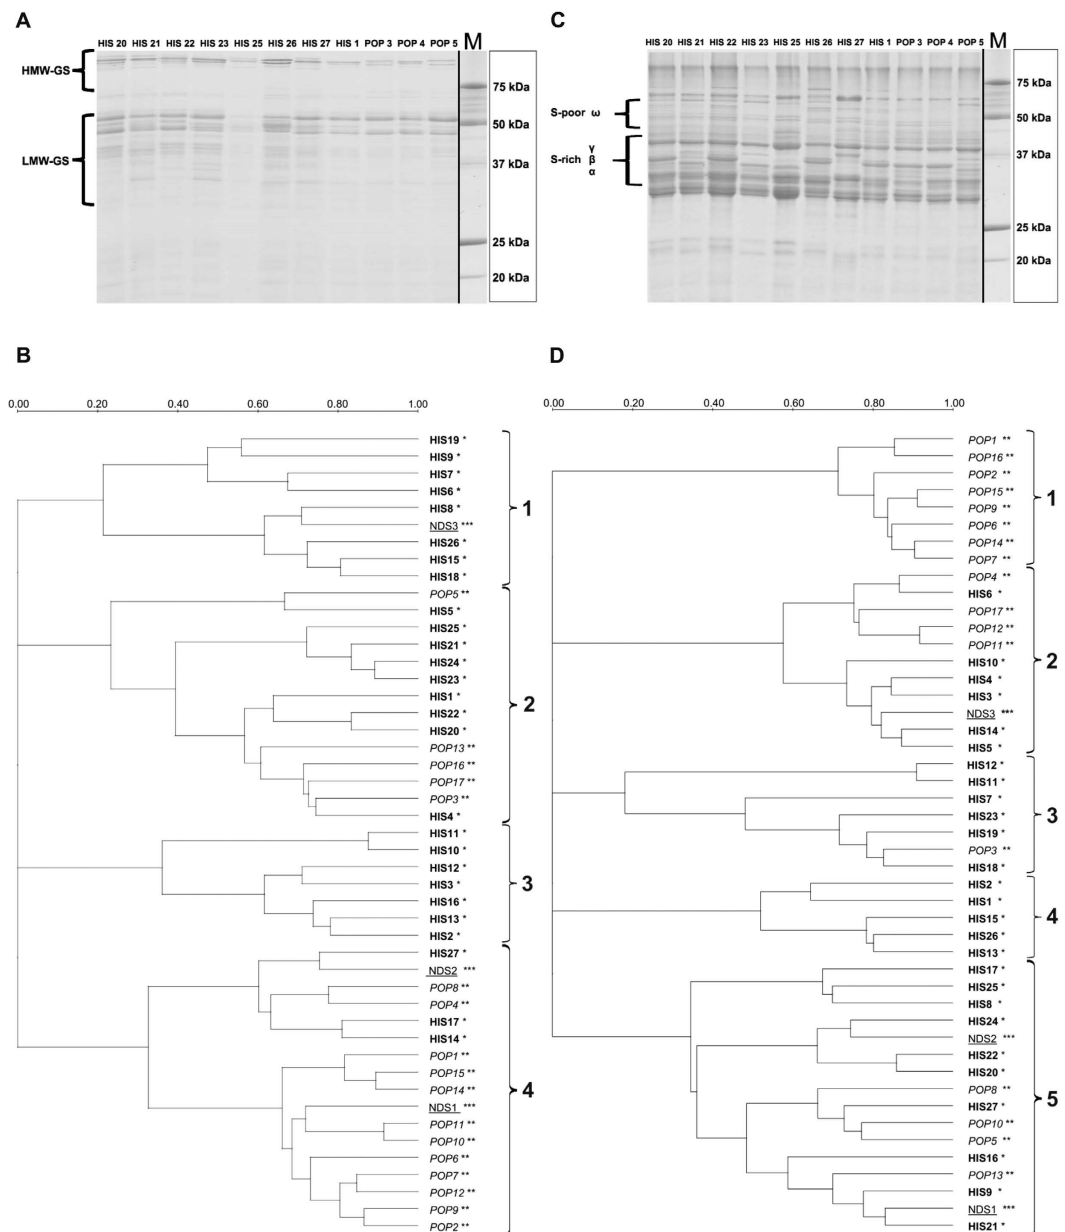 A
HIS 20 HIS 21 HIS 22 HIS 23 HIS 25 HIS 26 HIS 27 HIS 1 POP 3 POP 4 POP 5 M
HMW-GS
LMW-GS
75 kDa
50 kDa
37 kDa
25 kDa
20 kDa
C
HIS 20 HIS 21 HIS 22 HIS 23 HIS 25 HIS 26 HIS 27 HIS 1 POP 3 POP 4 POP 5 M
S-poor ω
S-rich γ β α
75 kDa
50 kDa
37 kDa
25 kDa
20 kDa
B
0.00 0.20 0.40 0.60 0.80 1.00
HIS19 *
HIS9 *
HIS7 *
HIS6 *
HIS8 *
NDS3 ***
HIS26 *
HIS15 *
HIS18 *
1
POP5 **
HIS5 *
HIS25 *
HIS21 *
HIS24 *
HIS23 *
HIS1 *
HIS22 *
HIS20 *
POP13 **
POP16 **
POP17 **
POP3 **
HIS4 *
2
HIS11 *
HIS10 *
HIS12 *
HIS3 *
HIS16 *
HIS13 *
HIS2 *
3
HIS27 *
NDS2 ***
POP8 **
POP4 **
HIS17 *
HIS14 *
POP1 **
POP15 **
POP14 **
NDS1 ***
POP11 **
POP10 **
POP6 **
POP7 **
POP12 **
POP9 **
POP2 **
4
D
0.00 0.20 0.40 0.60 0.80 1.00
POP1 **
POP16 **
POP2 **
POP15 **
POP9 **
POP6 **
POP14 **
POP7 **
1
POP4 **
HIS6 *
POP17 **
POP12 **
POP11 **
HIS10 *
HIS4 *
HIS3 *
NDS3 ***
HIS14 *
HIS5 *
2
HIS12 *
HIS11 *
HIS7 *
HIS23 *
HIS19 *
POP3 **
HIS18 *
3
HIS2 *
HIS1 *
HIS15 *
HIS26 *
HIS13 *
4
HIS17 *
HIS25 *
HIS8 *
HIS24 *
NDS2 ***
HIS22 *
HIS20 *
POP8 **
HIS27 *
POP10 **
POP5 **
HIS16 *
POP13 **
HIS9 *
NDS1 ***
HIS21 *
5